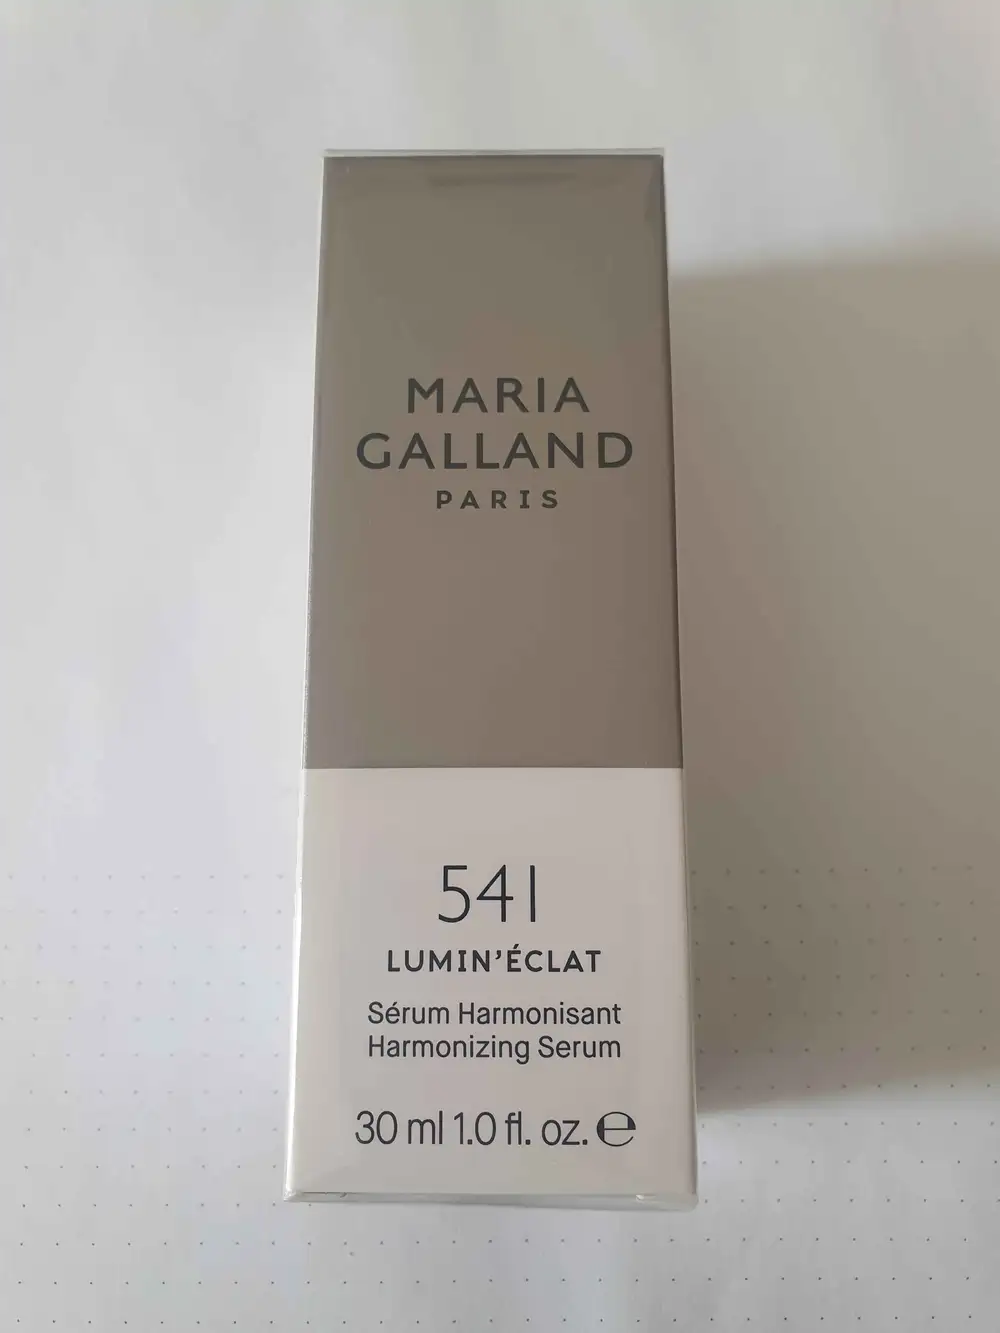 MARIA
GALLAND
PARIS
541
LUMIN'ÉCLAT
Sérum Harmonisant
Harmonizing Serum
30 ml 1.0 fl. oz. ℮